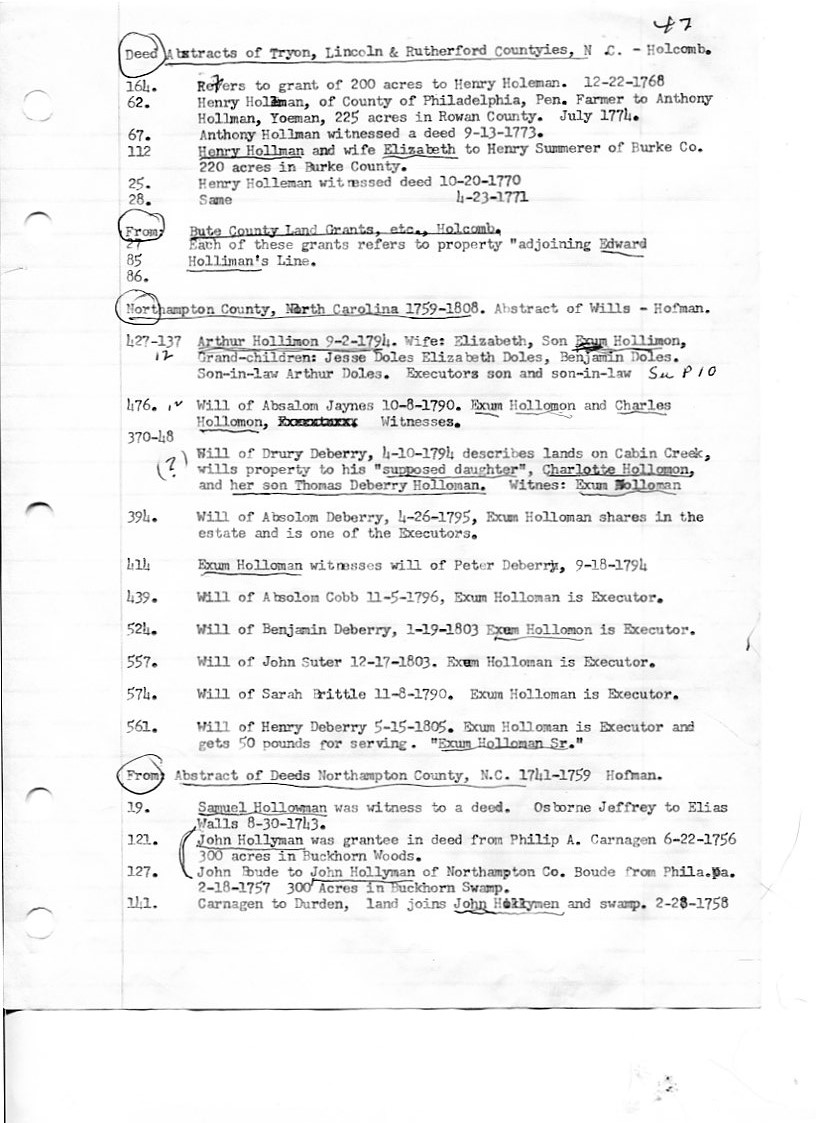 47
Deed Abstracts of Tryon, Lincoln & Rutherford Countyies, N .C. - Holcomb.
164. Refers to grant of 200 acres to Henry Holeman. 12-22-1768
62. Henry Holman, of County of Philadelphia, Pen. Farmer to Anthony
Hollman, Yoeman, 225 acres in Rowan County. July 1774.
67. Anthony Hollman witnessed a deed 9-13-1773.
112 Henry Hollman and wife Elizabeth to Henry Summerer of Burke Co.
220 acres in Burke County.
25. Henry Holleman witnessed deed 10-20-1770
28. Same 4-23-1771
From: Bute County Land Grants, etc., Holcomb.
27 Each of these grants refers to property "adjoining Edward
85 Holliman's Line.
86.
Northampton County, North Carolina 1759-1808. Abstract of Wills - Hofman.
427-137 Arthur Hollimon 9-2-1794. Wife: Elizabeth, Son Exum Hollimon,
12 Grand-children: Jesse Doles Elizabeth Doles, Benjamin Doles.
Son-in-law Arthur Doles. Executors son and son-in-law See P 10
476. Will of Absalom Jaynes 10-8-1790. Exum Hollomon and Charles
Hollomon, Witnesses.
370-48
(?) Will of Drury Deberry, 4-10-1794 describes lands on Cabin Creek,
wills property to his "supposed daughter", Charlotte Hollomon,
and her son Thomas Deberry Holloman. Witnes: Exum Holloman
394. Will of Absolom Deberry, 4-26-1795, Exum Holloman shares in the
estate and is one of the Executors.
414 Exum Holloman witnesses will of Peter Deberry, 9-18-1794
439. Will of Absolom Cobb 11-5-1796, Exum Holloman is Executor.
524. Will of Benjamin Deberry, 1-19-1803 Exum Hollomon is Executor.
557. Will of John Suter 12-17-1803. Exum Holloman is Executor.
574. Will of Sarah Brittle 11-8-1790. Exum Holloman is Executor.
561. Will of Henry Deberry 5-15-1805. Exum Holloman is Executor and
gets 50 pounds for serving. "Exum Holloman Sr."
From: Abstract of Deeds Northampton County, N.C. 1741-1759 Hofman.
19. Samuel Hollowman was witness to a deed. Osborne Jeffrey to Elias
Walls 8-30-1743.
121. John Hollyman was grantee in deed from Philip A. Carnagen 6-22-1756
300 acres in Buckhorn Woods.
127. John Boude to John Hollyman of Northampton Co. Boude from Phila.Pa.
2-18-1757 300 Acres in Buckhorn Swamp.
141. Carnagen to Durden, land joins John Hollymen and swamp. 2-28-1758